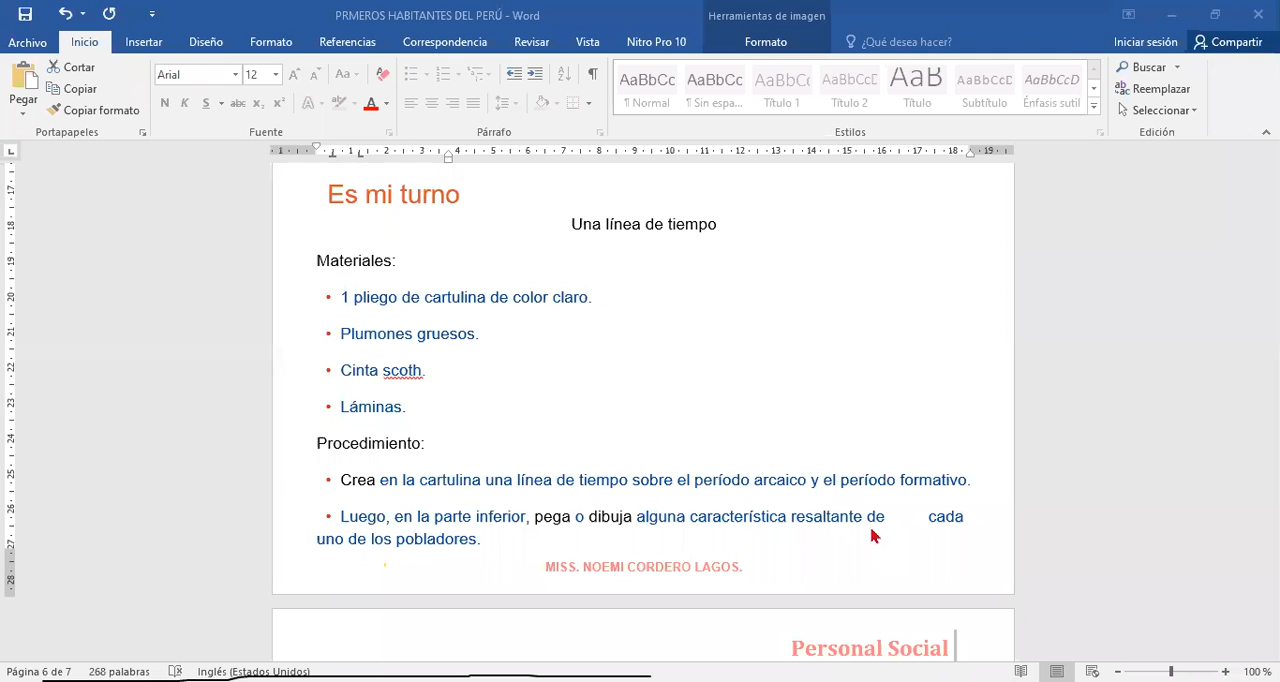 PRMEROS HABITANTES DEL PERÚ - Word
Herramientas de imagen
Archivo Inicio Insertar Diseño Formato Referencias Correspondencia Revisar Vista Nitro Pro 10 Formato ¿Qué desea hacer? Iniciar sesión Compartir
Pegar
Cortar
Copiar
Copiar formato
Portapapeles
Arial 12
N K S abc x₂ x²
Fuente
Párrafo
AaBbCc AaBbCc AaBbCc AaBbCcD AaB AaBbCcD AaBbCcD
¶ Normal ¶ Sin espa... Título 1 Título 2 Título Subtítulo Énfasis sutil
Estilos
Buscar
Reemplazar
Seleccionar
Edición
Es mi turno
Una línea de tiempo
Materiales:
• 1 pliego de cartulina de color claro.
• Plumones gruesos.
• Cinta scoth.
• Láminas.
Procedimiento:
• Crea en la cartulina una línea de tiempo sobre el período arcaico y el período formativo.
• Luego, en la parte inferior, pega o dibuja alguna característica resaltante de cada
uno de los pobladores.
MISS. NOEMI CORDERO LAGOS.
Personal Social
Página 6 de 7 268 palabras Inglés (Estados Unidos) 100 %